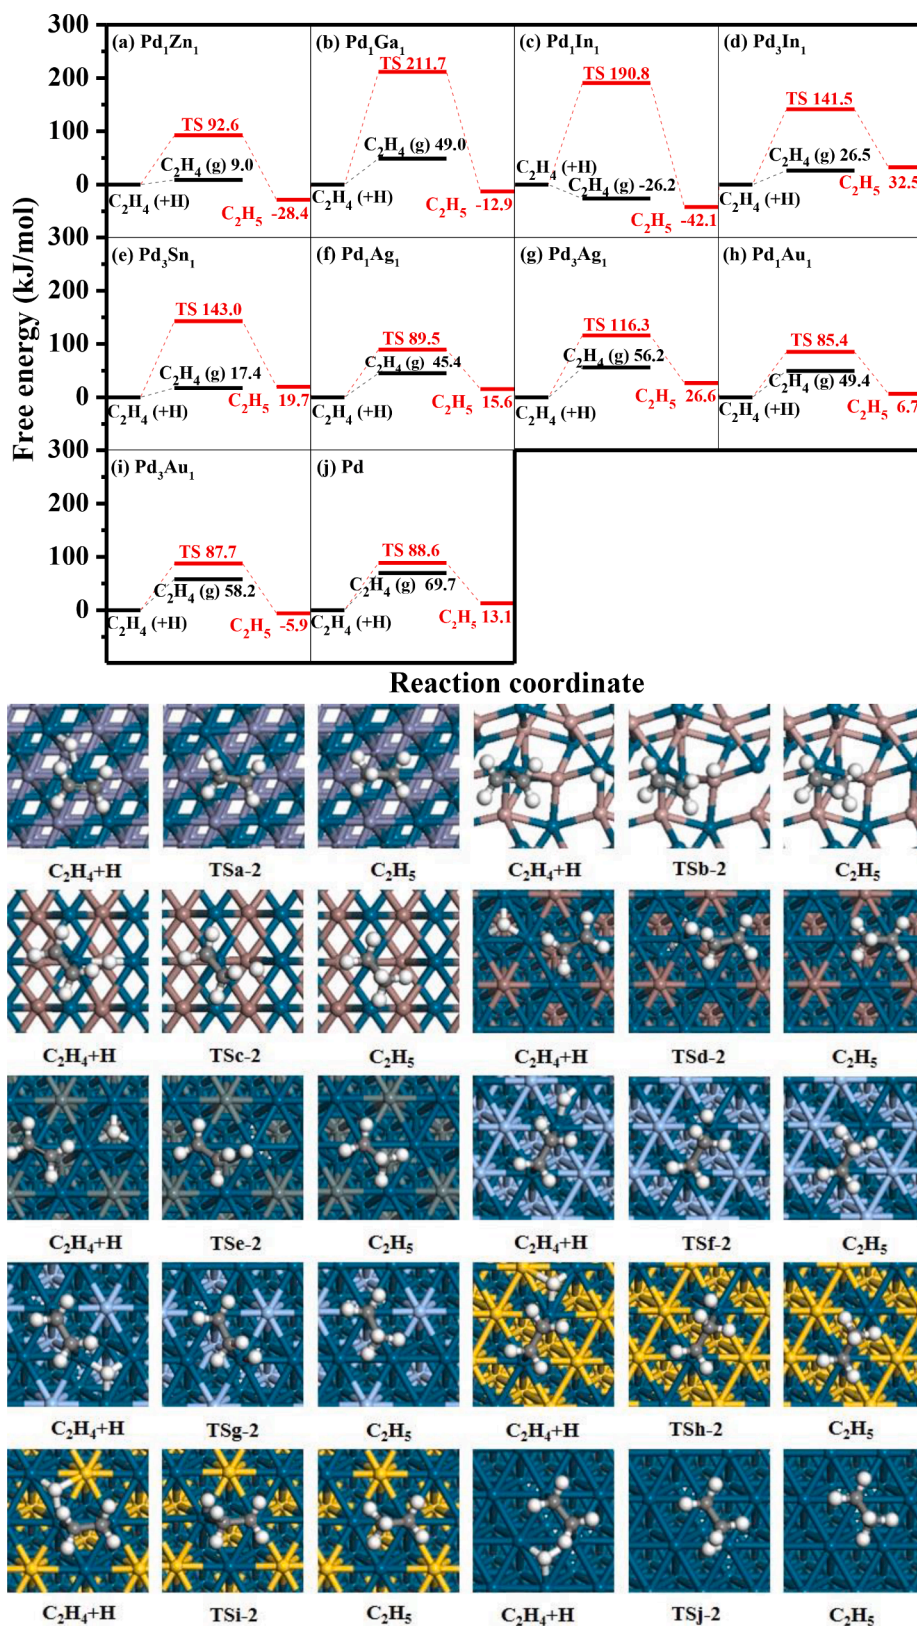 Free energy (kJ/mol)
300
200
100
0
(a) Pd₁Zn₁
TS 92.6
C₂H₄ (g) 9.0
C₂H₄ (+H)
C₂H₅ -28.4
(b) Pd₁Ga₁
TS 211.7
C₂H₄ (g) 49.0
C₂H₄ (+H)
C₂H₅ -12.9
(c) Pd₁In₁
TS 190.8
C₂H₄ (+H)
C₂H₄ (g) -26.2
C₂H₅ -42.1
(d) Pd₃In₁
TS 141.5
C₂H₄ (g) 26.5
C₂H₄ (+H)
C₂H₅ 32.5
300
200
100
0
(e) Pd₃Sn₁
TS 143.0
C₂H₄ (g) 17.4
C₂H₄ (+H)
C₂H₅ 19.7
(f) Pd₁Ag₁
TS 89.5
C₂H₄ (g) 45.4
C₂H₄ (+H)
C₂H₅ 15.6
(g) Pd₃Ag₁
TS 116.3
C₂H₄ (g) 56.2
C₂H₄ (+H)
C₂H₅ 26.6
(h) Pd₁Au₁
TS 85.4
C₂H₄ (g) 49.4
C₂H₄ (+H)
C₂H₅ 6.7
300
200
100
0
(i) Pd₃Au₁
TS 87.7
C₂H₄ (g) 58.2
C₂H₄ (+H)
C₂H₅ -5.9
(j) Pd
TS 88.6
C₂H₄ (g) 69.7
C₂H₄ (+H)
C₂H₅ 13.1
Reaction coordinate
C₂H₄+H TSa-2 C₂H₅ C₂H₄+H TSb-2 C₂H₅
C₂H₄+H TSc-2 C₂H₅ C₂H₄+H TSd-2 C₂H₅
C₂H₄+H TSe-2 C₂H₅ C₂H₄+H TSf-2 C₂H₅
C₂H₄+H TSg-2 C₂H₅ C₂H₄+H TSh-2 C₂H₅
C₂H₄+H TSi-2 C₂H₅ C₂H₄+H TSj-2 C₂H₅